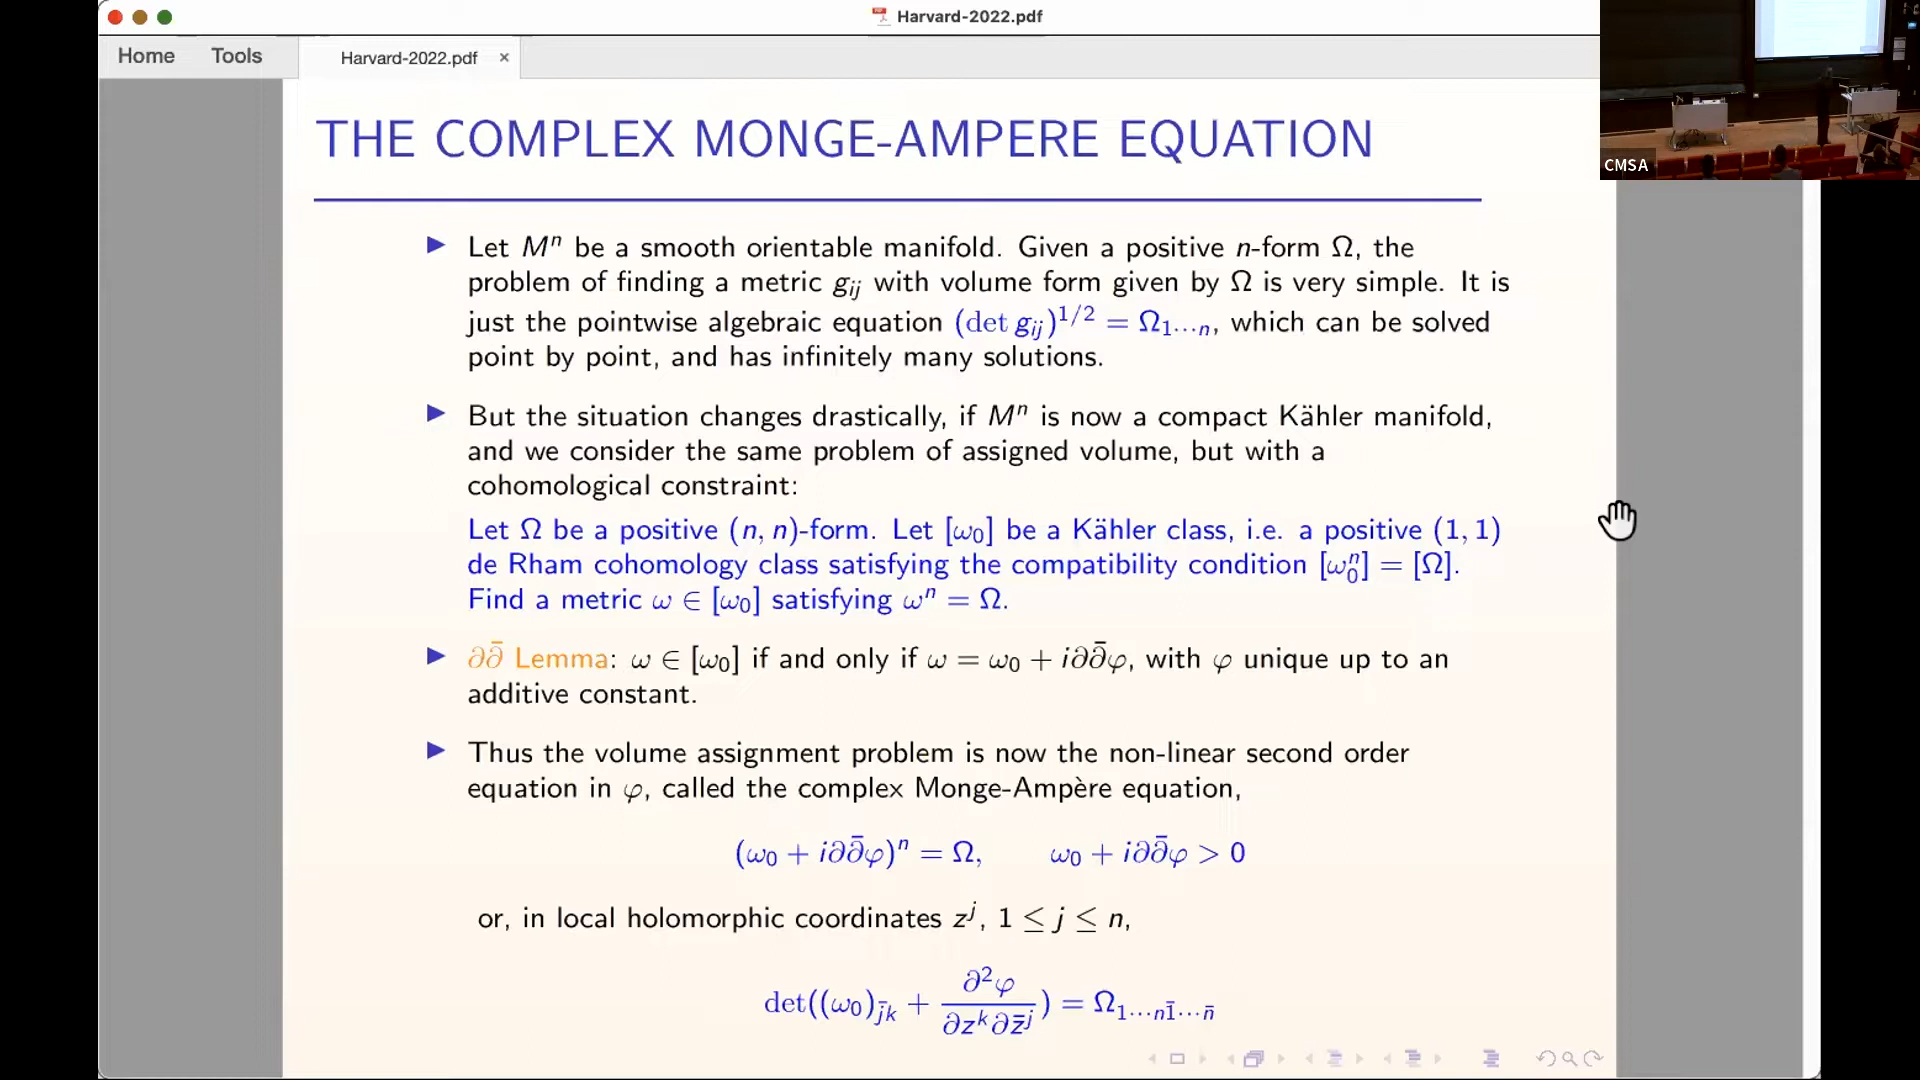 Harvard-2022.pdf
Home Tools Harvard-2022.pdf ×
CMSA
THE COMPLEX MONGE-AMPERE EQUATION
▶ Let Mⁿ be a smooth orientable manifold. Given a positive n-form Ω, the
problem of finding a metric g_{ij} with volume form given by Ω is very simple. It is
just the pointwise algebraic equation (det g_{ij})^{1/2} = Ω_{1⋯n}, which can be solved
point by point, and has infinitely many solutions.
▶ But the situation changes drastically, if Mⁿ is now a compact Kähler manifold,
and we consider the same problem of assigned volume, but with a
cohomological constraint:
Let Ω be a positive (n, n)-form. Let [ω₀] be a Kähler class, i.e. a positive (1, 1)
de Rham cohomology class satisfying the compatibility condition [ω₀ⁿ] = [Ω].
Find a metric ω ∈ [ω₀] satisfying ωⁿ = Ω.
▶ ∂∂̄ Lemma: ω ∈ [ω₀] if and only if ω = ω₀ + i∂∂̄φ, with φ unique up to an
additive constant.
▶ Thus the volume assignment problem is now the non-linear second order
equation in φ, called the complex Monge-Ampère equation,
(ω₀ + i∂∂̄φ)ⁿ = Ω, ω₀ + i∂∂̄φ > 0
or, in local holomorphic coordinates z^j, 1 ≤ j ≤ n,
det((ω₀)_{j̄k} + ∂²φ/∂z^k∂z̄^j) = Ω_{1⋯n1̄⋯n̄}